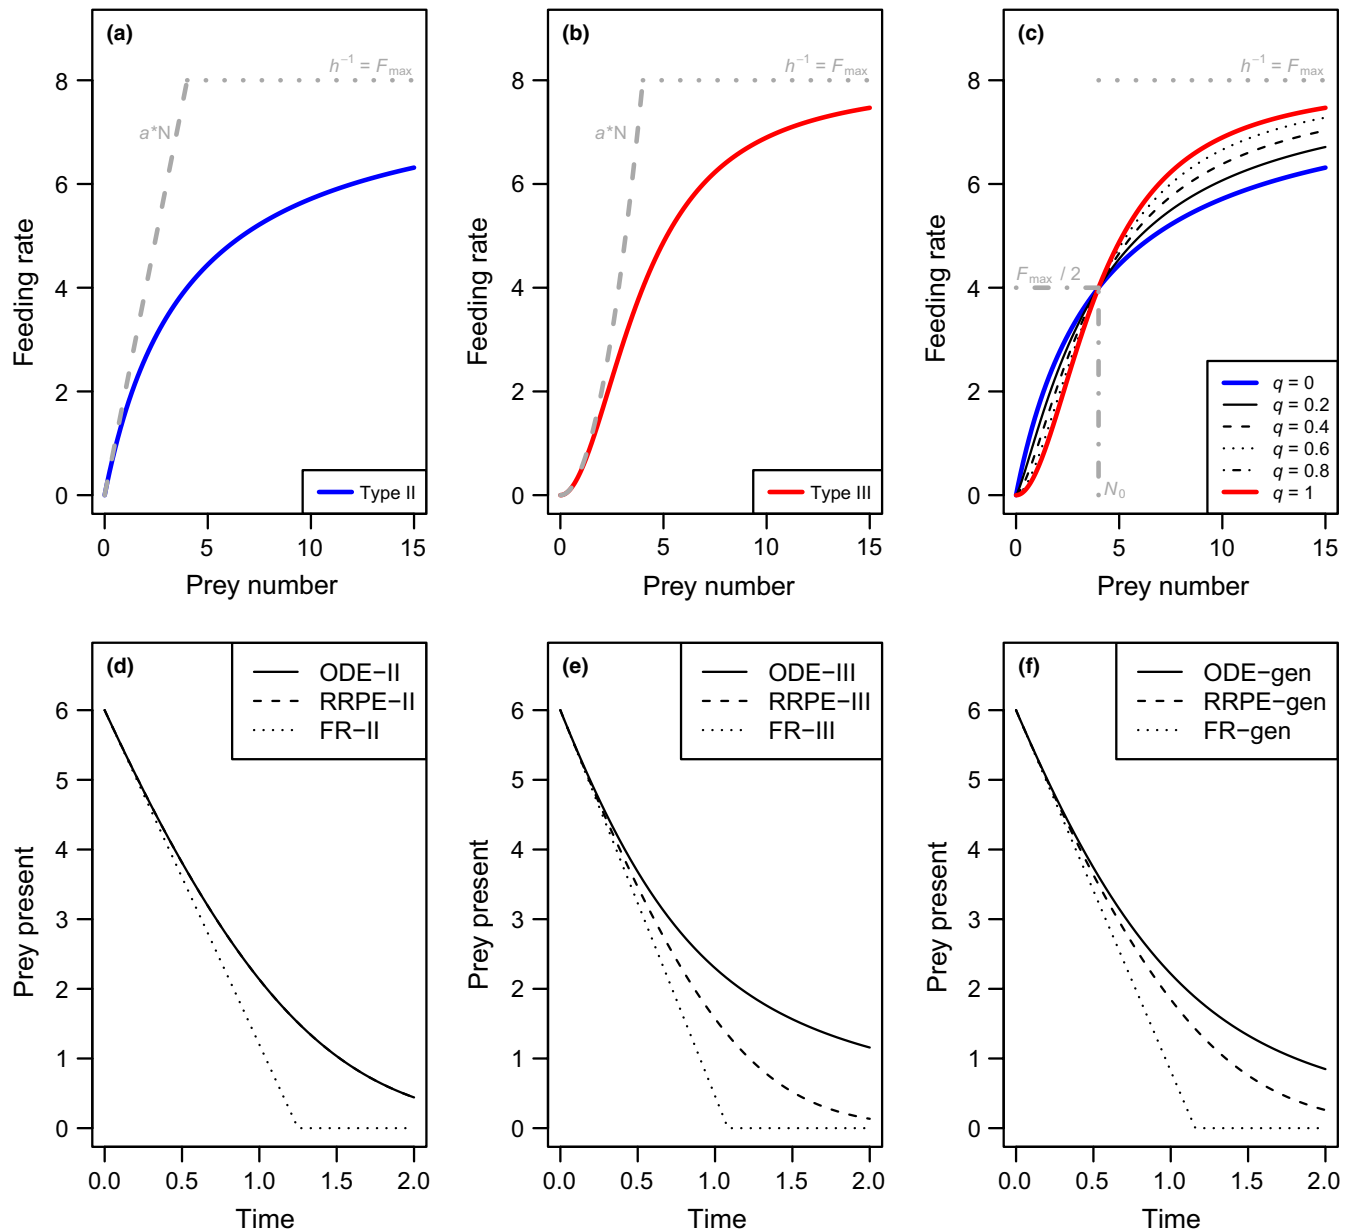 (a)
h⁻¹ = Fmax
a*N
Type II
Feeding rate
0
2
4
6
8
0
5
10
15
Prey number
(b)
h⁻¹ = Fmax
a*N
Type III
Feeding rate
0
2
4
6
8
0
5
10
15
Prey number
(c)
h⁻¹ = Fmax
Fmax / 2
N₀
q = 0
q = 0.2
q = 0.4
q = 0.6
q = 0.8
q = 1
Feeding rate
0
2
4
6
8
0
5
10
15
Prey number
(d)
ODE−II
RRPE−II
FR−II
Prey present
0
1
2
3
4
5
6
0.0
0.5
1.0
1.5
2.0
Time
(e)
ODE−III
RRPE−III
FR−III
Prey present
0
1
2
3
4
5
6
0.0
0.5
1.0
1.5
2.0
Time
(f)
ODE−gen
RRPE−gen
FR−gen
Prey present
0
1
2
3
4
5
6
0.0
0.5
1.0
1.5
2.0
Time